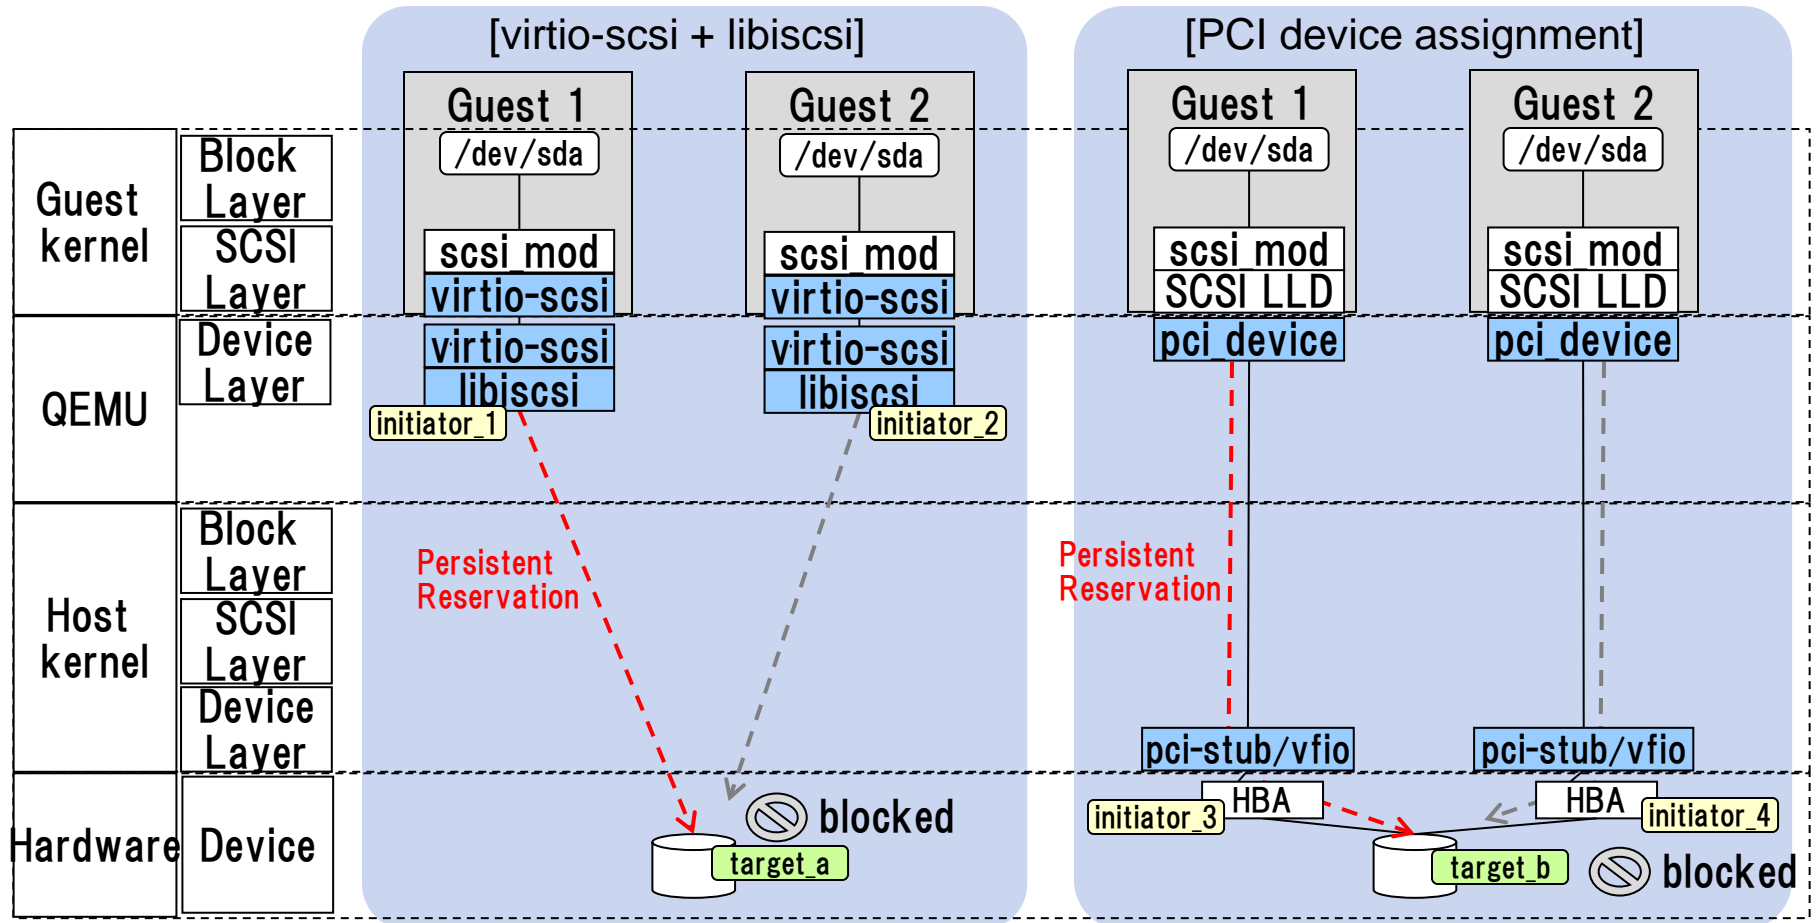 [virtio-scsi + libiscsi]
[PCI device assignment]
Guest 1
Guest 2
Guest 1
Guest 2
/dev/sda
/dev/sda
/dev/sda
/dev/sda
Guest
kernel
Block
Layer
SCSI
Layer
scsi_mod
virtio-scsi
scsi_mod
virtio-scsi
scsi_mod
SCSI LLD
scsi_mod
SCSI LLD
QEMU
Device
Layer
virtio-scsi
libiscsi
initiator_1
virtio-scsi
libiscsi
initiator_2
pci_device
pci_device
Host
kernel
Block
Layer
SCSI
Layer
Device
Layer
Persistent
Reservation
Persistent
Reservation
pci-stub/vfio
pci-stub/vfio
Hardware
Device
blocked
target_a
HBA
initiator_3
HBA
initiator_4
target_b
blocked